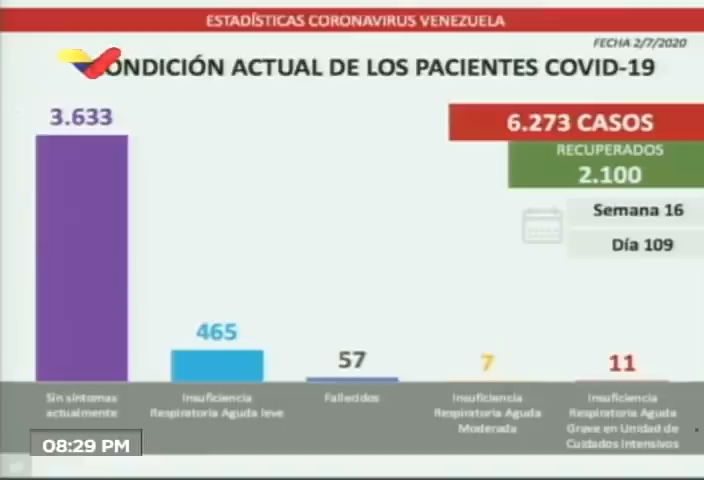 ESTADÍSTICAS CORONAVIRUS VENEZUELA
FECHA 2/7/2020
CONDICIÓN ACTUAL DE LOS PACIENTES COVID-19
3.633
6.273 CASOS
RECUPERADOS
2.100
Semana 16
Día 109
465
57
7
11
Sin síntomas
actualmente
Insuficiencia
Respiratoria Aguda leve
Fallecidos
Insuficiencia
Respiratoria Aguda
Moderada
Insuficiencia
Respiratoria Aguda
Grave en Unidad de
Cuidados Intensivos
08:29 PM